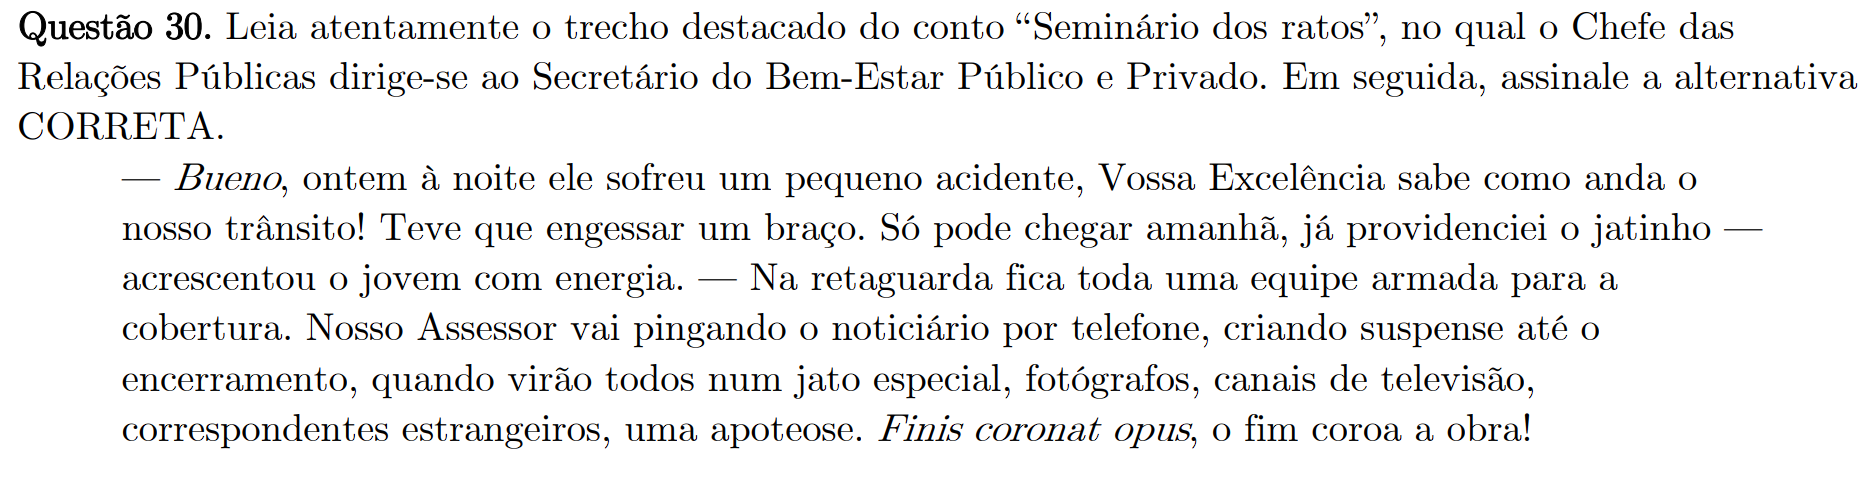 Questão 30. Leia atentamente o trecho destacado do conto “Seminário dos ratos”, no qual o Chefe das
Relações Públicas dirige-se ao Secretário do Bem-Estar Público e Privado. Em seguida, assinale a alternativa
CORRETA.
— Bueno, ontem à noite ele sofreu um pequeno acidente, Vossa Excelência sabe como anda o
nosso trânsito! Teve que engessar um braço. Só pode chegar amanhã, já providenciei o jatinho —
acrescentou o jovem com energia. — Na retaguarda fica toda uma equipe armada para a
cobertura. Nosso Assessor vai pingando o noticiário por telefone, criando suspense até o
encerramento, quando virão todos num jato especial, fotógrafos, canais de televisão,
correspondentes estrangeiros, uma apoteose. Finis coronat opus, o fim coroa a obra!